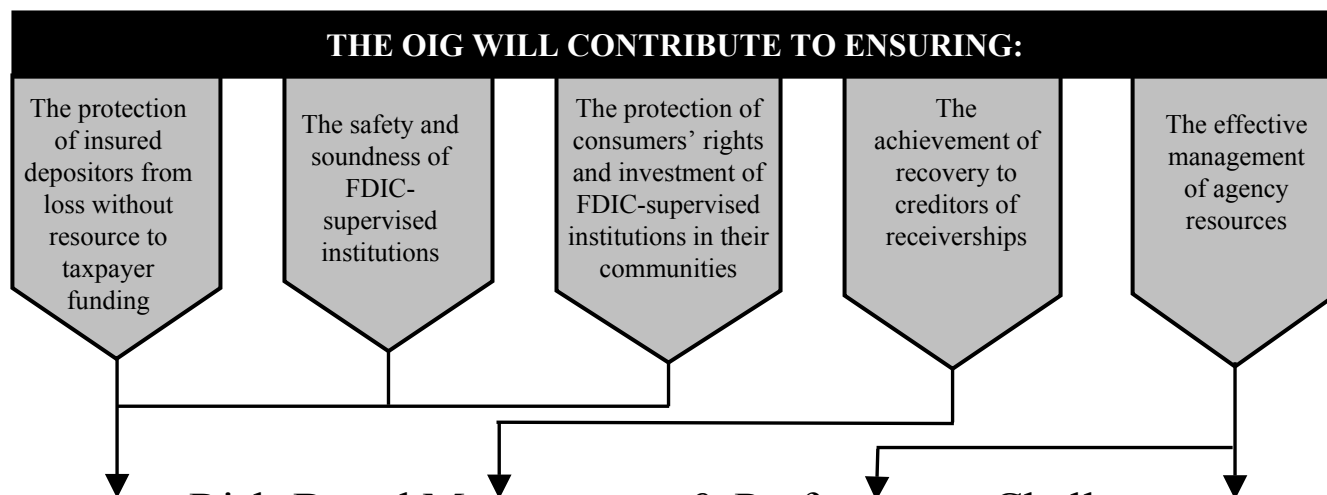 THE OIG WILL CONTRIBUTE TO ENSURING:
The protection
of insured
depositors from
loss without
resource to
taxpayer
funding
The safety and
soundness of
FDIC-
supervised
institutions
The protection of
consumers’ rights
and investment of
FDIC-supervised
institutions in their
communities
The
achievement of
recovery to
creditors of
receiverships
The effective
management
of agency
resources